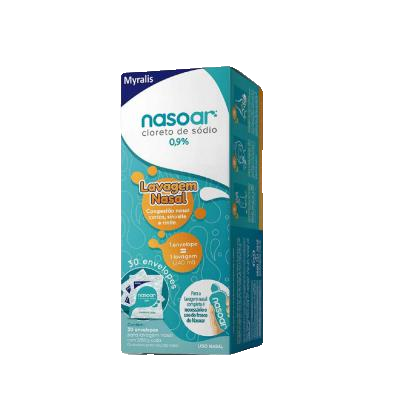 Myralis
nasoar
cloreto de sódio
0,9%
Lavagem
Nasal
Congestão nasal
coriza, sinusite
e rinite
1 envelope
=
1 lavagem
(240 ml)
30 envelopes
Para a
lavagem nasal
completa é
necessário o
uso do frasco
do Nasoar
nasoar
Contém:
30 envelopes
para lavagem nasal
USO NASAL